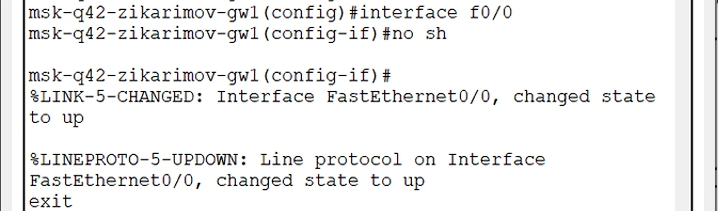 msk-q42-zikarimov-gw1(config)#interface f0/0
msk-q42-zikarimov-gw1(config-if)#no sh
msk-q42-zikarimov-gw1(config-if)#
%LINK-5-CHANGED: Interface FastEthernet0/0, changed state
to up
%LINEPROTO-5-UPDOWN: Line protocol on Interface
FastEthernet0/0, changed state to up
exit